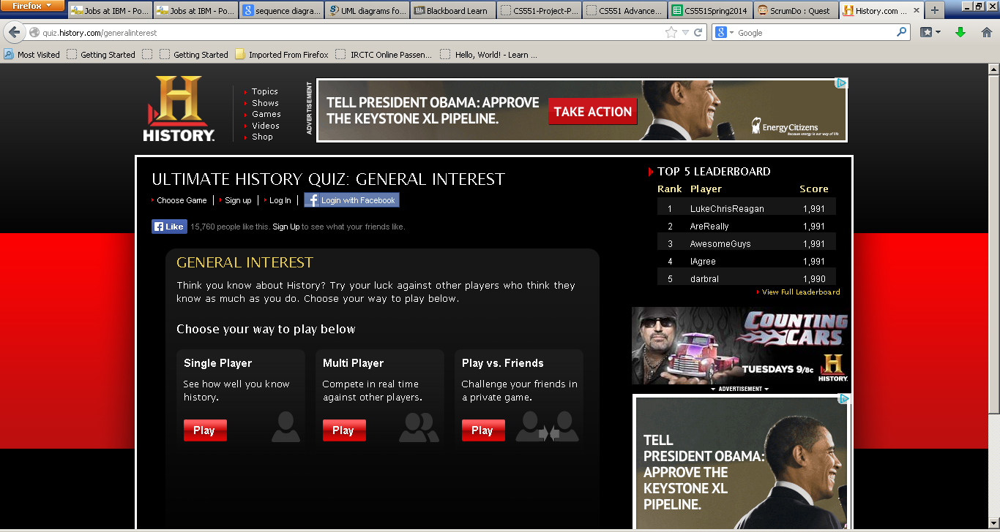 Firefox
Jobs at IBM - Po...
Jobs at IBM - Po...
sequence diagra...
UML diagrams fo...
Blackboard Learn
CS551-Project-P...
CS551 Advance...
CS551Spring2014
ScrumDo : Quest
History.com ...
quiz.history.com/generalinterest
Google
Most Visited
Getting Started
Getting Started
Imported From Firefox
IRCTC Online Passen...
Hello, World! - Learn ...
H
HISTORY.
Topics
Shows
Games
Videos
Shop
ADVERTISEMENT
TELL PRESIDENT OBAMA: APPROVE
THE KEYSTONE XL PIPELINE.
TAKE ACTION
EnergyCitizens
Because energy is our way of life
ULTIMATE HISTORY QUIZ: GENERAL INTEREST
Choose Game
Sign up
Log In
Login with Facebook
Like
15,760 people like this. Sign Up to see what your friends like.
GENERAL INTEREST
Think you know about History? Try your luck against other players who think they
know as much as you do. Choose your way to play below.
Choose your way to play below
Single Player
See how well you know
history.
Play
Multi Player
Compete in real time
against other players.
Play
Play vs. Friends
Challenge your friends in
a private game.
Play
TOP 5 LEADERBOARD
Rank Player Score
1 LukeChrisReagan 1,991
2 AreReally 1,991
3 AwesomeGuys 1,991
4 IAgree 1,991
5 darbral 1,990
View Full Leaderboard
COUNTING
CARS
TUESDAYS 9/8c
H
HISTORY.
ADVERTISEMENT
TELL
PRESIDENT OBAMA:
APPROVE THE
KEYSTONE XL
PIPELINE.